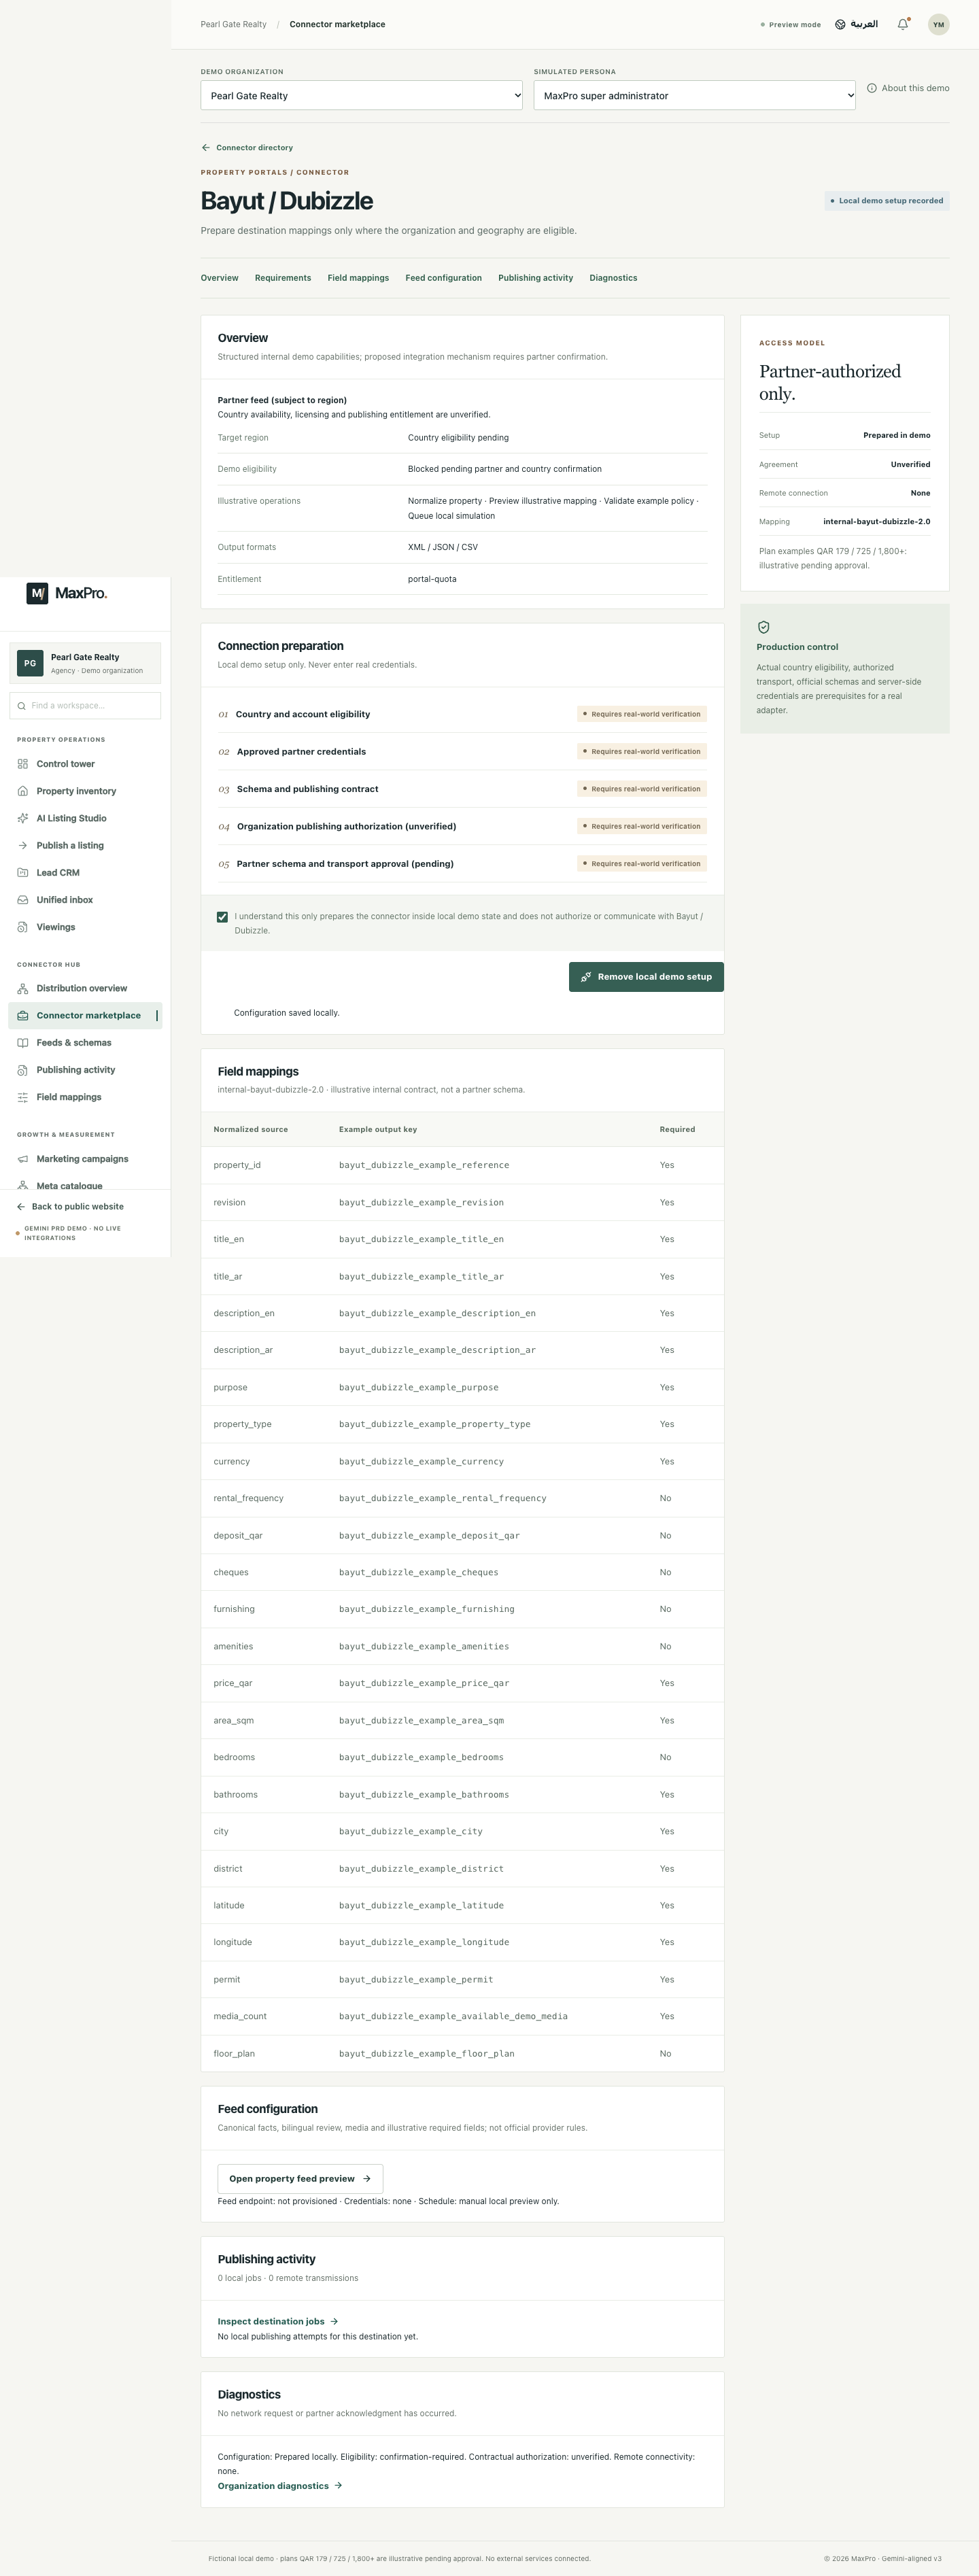 Pearl Gate Realty / Connector marketplace
Preview mode
العربية
YM
DEMO ORGANIZATION
Pearl Gate Realty
SIMULATED PERSONA
MaxPro super administrator
About this demo
Connector directory
PROPERTY PORTALS / CONNECTOR
Bayut / Dubizzle
Local demo setup recorded
Prepare destination mappings only where the organization and geography are eligible.
Overview
Requirements
Field mappings
Feed configuration
Publishing activity
Diagnostics
Overview
Structured internal demo capabilities; proposed integration mechanism requires partner confirmation.
Partner feed (subject to region)
Country availability, licensing and publishing entitlement are unverified.
Target region
Country eligibility pending
Demo eligibility
Blocked pending partner and country confirmation
Illustrative operations
Normalize property · Preview illustrative mapping · Validate example policy ·
Queue local simulation
Output formats
XML / JSON / CSV
Entitlement
portal-quota
ACCESS MODEL
Partner-authorized
only.
Setup
Prepared in demo
Agreement
Unverified
Remote connection
None
Mapping
internal-bayut-dubizzle-2.0
Plan examples QAR 179 / 725 / 1,800+:
illustrative pending approval.
Production control
Actual country eligibility, authorized
transport, official schemas and server-side
credentials are prerequisites for a real
adapter.
M/ MaxPro.
PG
Pearl Gate Realty
Agency · Demo organization
Find a workspace...
PROPERTY OPERATIONS
Control tower
Property inventory
AI Listing Studio
Publish a listing
Lead CRM
Unified inbox
Viewings
CONNECTOR HUB
Distribution overview
Connector marketplace
Feeds & schemas
Publishing activity
Field mappings
GROWTH & MEASUREMENT
Marketing campaigns
Meta catalogue
Back to public website
GEMINI PRD DEMO · NO LIVE
INTEGRATIONS
Connection preparation
Local demo setup only. Never enter real credentials.
01 Country and account eligibility
Requires real-world verification
02 Approved partner credentials
Requires real-world verification
03 Schema and publishing contract
Requires real-world verification
04 Organization publishing authorization (unverified)
Requires real-world verification
05 Partner schema and transport approval (pending)
Requires real-world verification
I understand this only prepares the connector inside local demo state and does not authorize or communicate with Bayut /
Dubizzle.
Remove local demo setup
Configuration saved locally.
Field mappings
internal-bayut-dubizzle-2.0 · illustrative internal contract, not a partner schema.
Normalized source Example output key Required
property_id bayut_dubizzle_example_reference Yes
revision bayut_dubizzle_example_revision Yes
title_en bayut_dubizzle_example_title_en Yes
title_ar bayut_dubizzle_example_title_ar Yes
description_en bayut_dubizzle_example_description_en Yes
description_ar bayut_dubizzle_example_description_ar Yes
purpose bayut_dubizzle_example_purpose Yes
property_type bayut_dubizzle_example_property_type Yes
currency bayut_dubizzle_example_currency Yes
rental_frequency bayut_dubizzle_example_rental_frequency No
deposit_qar bayut_dubizzle_example_deposit_qar No
cheques bayut_dubizzle_example_cheques No
furnishing bayut_dubizzle_example_furnishing No
amenities bayut_dubizzle_example_amenities No
price_qar bayut_dubizzle_example_price_qar Yes
area_sqm bayut_dubizzle_example_area_sqm Yes
bedrooms bayut_dubizzle_example_bedrooms No
bathrooms bayut_dubizzle_example_bathrooms Yes
city bayut_dubizzle_example_city Yes
district bayut_dubizzle_example_district Yes
latitude bayut_dubizzle_example_latitude Yes
longitude bayut_dubizzle_example_longitude Yes
permit bayut_dubizzle_example_permit Yes
media_count bayut_dubizzle_example_available_demo_media Yes
floor_plan bayut_dubizzle_example_floor_plan No
Feed configuration
Canonical facts, bilingual review, media and illustrative required fields; not official provider rules.
Open property feed preview
Feed endpoint: not provisioned · Credentials: none · Schedule: manual local preview only.
Publishing activity
0 local jobs · 0 remote transmissions
Inspect destination jobs
No local publishing attempts for this destination yet.
Diagnostics
No network request or partner acknowledgment has occurred.
Configuration: Prepared locally. Eligibility: confirmation-required. Contractual authorization: unverified. Remote connectivity:
none.
Organization diagnostics
Fictional local demo · plans QAR 179 / 725 / 1,800+ are illustrative pending approval. No external services connected.
© 2026 MaxPro · Gemini-aligned v3